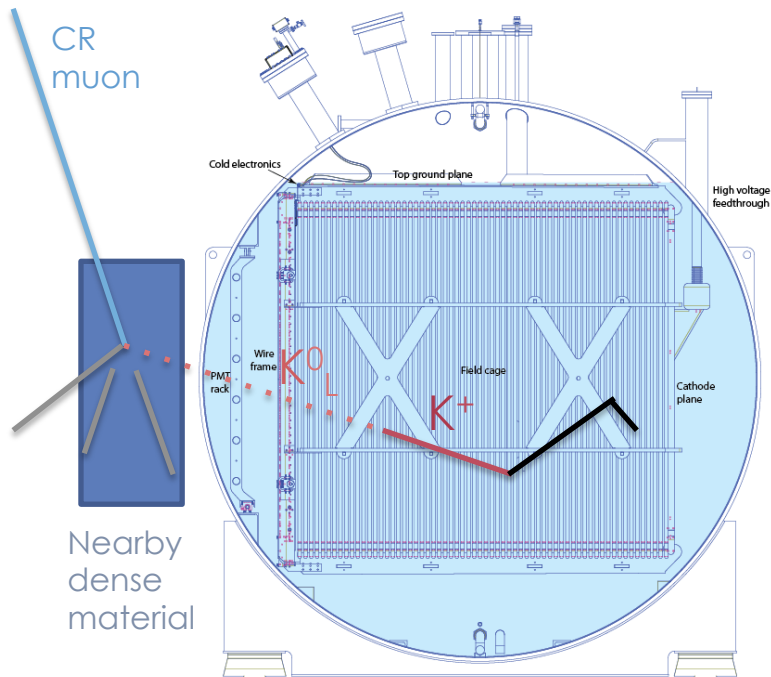 CR
muon
Cold electronics
Top ground plane
High voltage
feedthrough
Wire
frame
PMT
rack
K⁰L
Field cage
K⁺
Cathode
plane
Nearby
dense
material